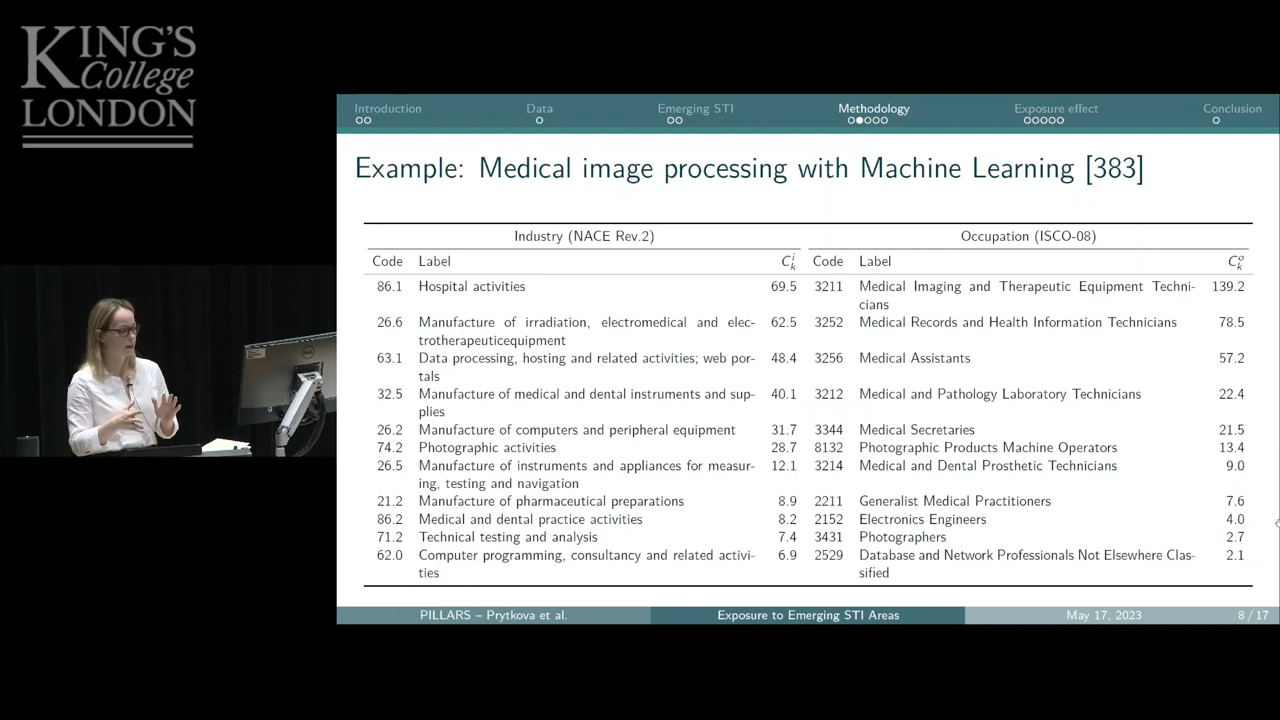 KING'S
College
LONDON
Introduction Data Emerging STI Methodology Exposure effect Conclusion
Example: Medical image processing with Machine Learning [383]
Industry (NACE Rev.2) Occupation (ISCO-08)
Code Label C_k^i Code Label C_k^o
86.1 Hospital activities 69.5 3211 Medical Imaging and Therapeutic Equipment Techni- 139.2
cians
26.6 Manufacture of irradiation, electromedical and elec- 62.5 3252 Medical Records and Health Information Technicians 78.5
trotherapeuticequipment
63.1 Data processing, hosting and related activities; web por- 48.4 3256 Medical Assistants 57.2
tals
32.5 Manufacture of medical and dental instruments and sup- 40.1 3212 Medical and Pathology Laboratory Technicians 22.4
plies
26.2 Manufacture of computers and peripheral equipment 31.7 3344 Medical Secretaries 21.5
74.2 Photographic activities 28.7 8132 Photographic Products Machine Operators 13.4
26.5 Manufacture of instruments and appliances for measur- 12.1 3214 Medical and Dental Prosthetic Technicians 9.0
ing, testing and navigation
21.2 Manufacture of pharmaceutical preparations 8.9 2211 Generalist Medical Practitioners 7.6
86.2 Medical and dental practice activities 8.2 2152 Electronics Engineers 4.0
71.2 Technical testing and analysis 7.4 3431 Photographers 2.7
62.0 Computer programming, consultancy and related activi- 6.9 2529 Database and Network Professionals Not Elsewhere Clas- 2.1
ties sified
PILLARS – Prytkova et al. Exposure to Emerging STI Areas May 17, 2023 8 / 17